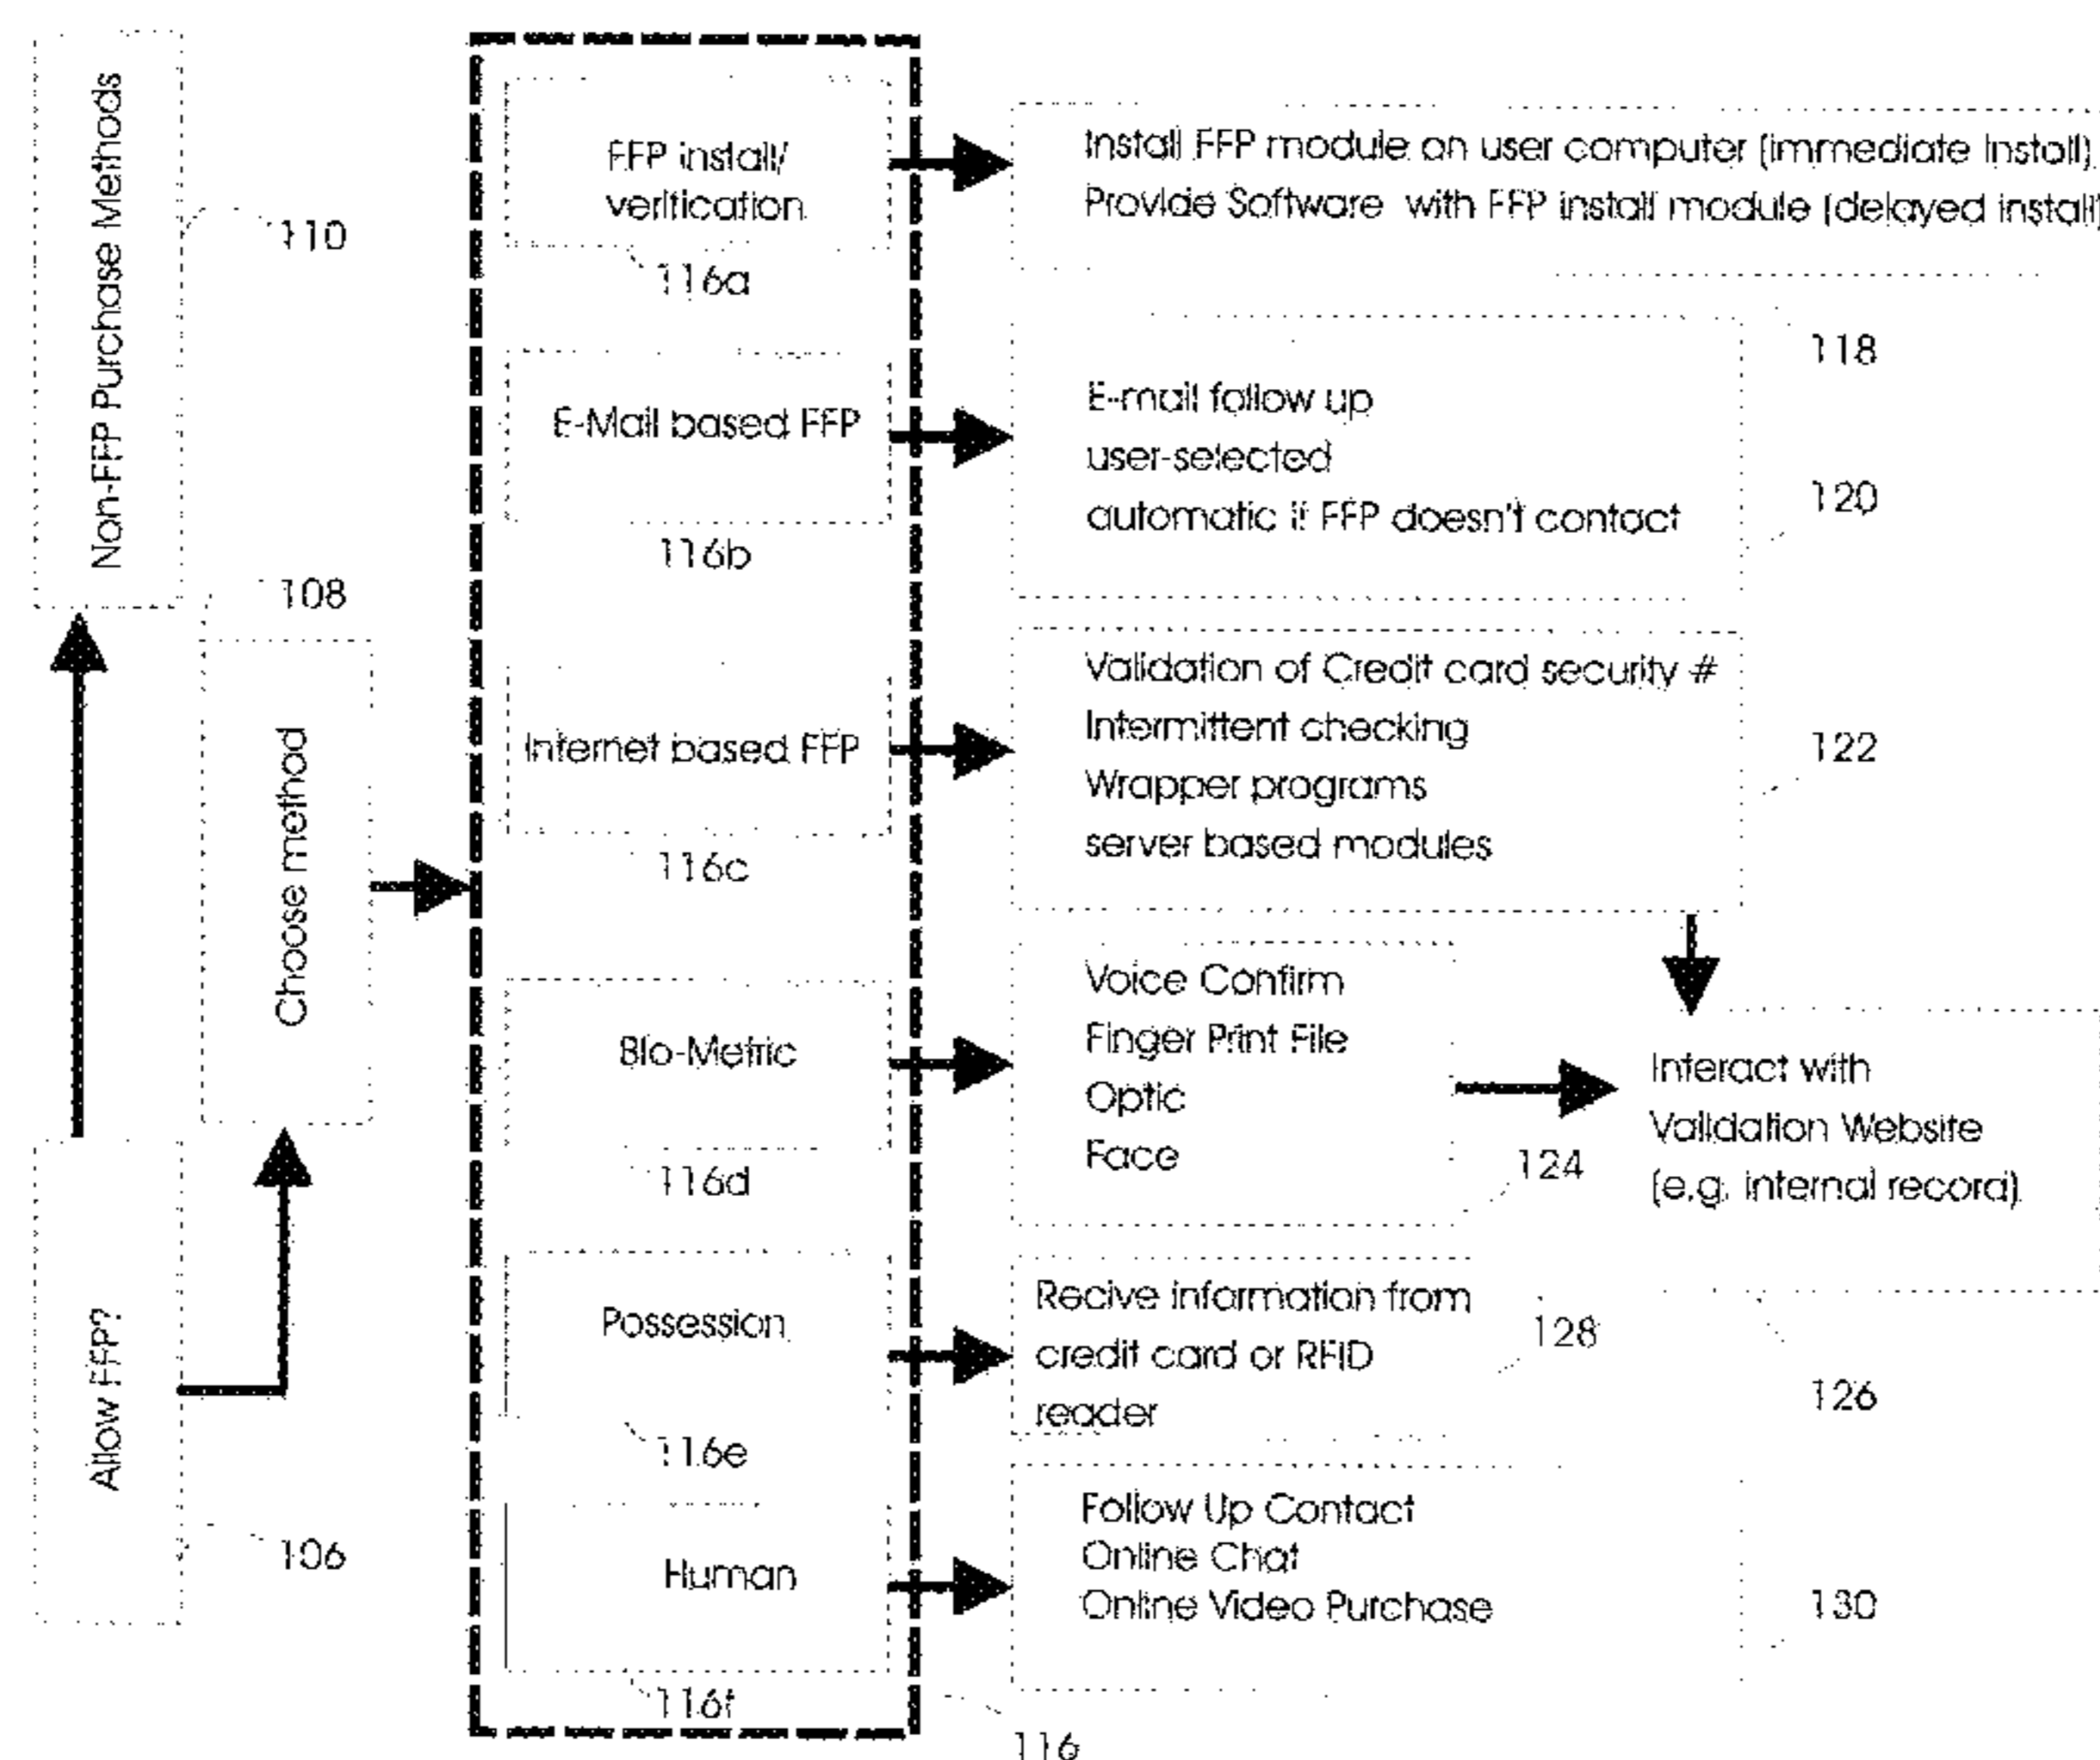 Non-FFP Purchase Methods
110
108
Choose method
Allow FFP?
106
FFP install/
verification
116a
E-Mail based FFP
116b
Internet based FFP
116c
Bio-Metric
116d
Possession
116e
Human
116f
116
Install FFP module on user computer (immediate install)
Provide Software with FFP install module (delayed install)
118
E-mail follow up
user-selected
automatic if FFP doesn't contact
120
Validation of Credit card security #
Intermittent checking
Wrapper programs
server based modules
122
Voice Confirm
Finger Print File
Optic
Face
124
Interact with
Validation Website
(e.g. internal record)
126
Recive information from
credit card or RFID
reader
128
Follow Up Contact
Online Chat
Online Video Purchase
130